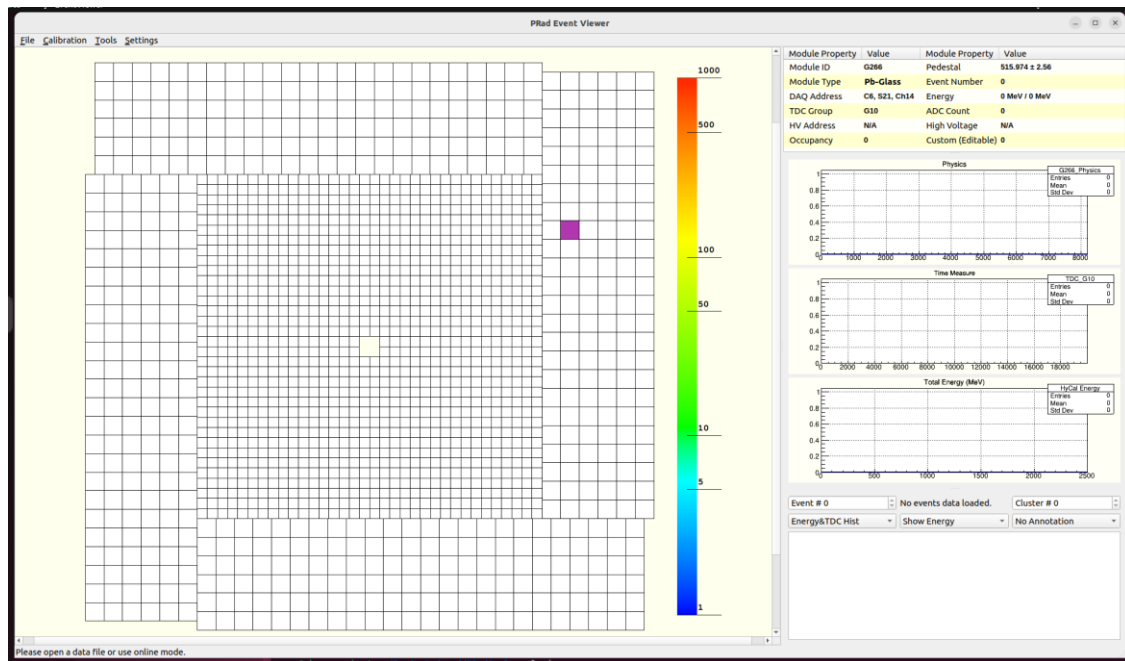 PRad Event Viewer
File Calibration Tools Settings
1000
500
100
50
10
5
1
Module Property Value Module Property Value
Module ID G266 Pedestal 515.974 ± 2.56
Module Type Pb-Glass Event Number 0
DAQ Address C6, S21, Ch14 Energy 0 MeV / 0 MeV
TDC Group G10 ADC Count 0
HV Address N/A High Voltage N/A
Occupancy 0 Custom (Editable) 0
Physics
G266_Physics
Entries 0
Mean 0
Std Dev 0
1
0.8
0.6
0.4
0.2
0
0 1000 2000 3000 4000 5000 6000 7000 8000
Time Measure
TDC_G10
Entries 0
Mean 0
Std Dev 0
1
0.8
0.6
0.4
0.2
0
0 2000 4000 6000 8000 10000 12000 14000 16000 18000
Total Energy (MeV)
HyCal Energy
Entries 0
Mean 0
Std Dev 0
1
0.8
0.6
0.4
0.2
0
0 500 1000 1500 2000 2500
Event # 0 No events data loaded. Cluster # 0
Energy&TDC Hist Show Energy No Annotation
Please open a data file or use online mode.